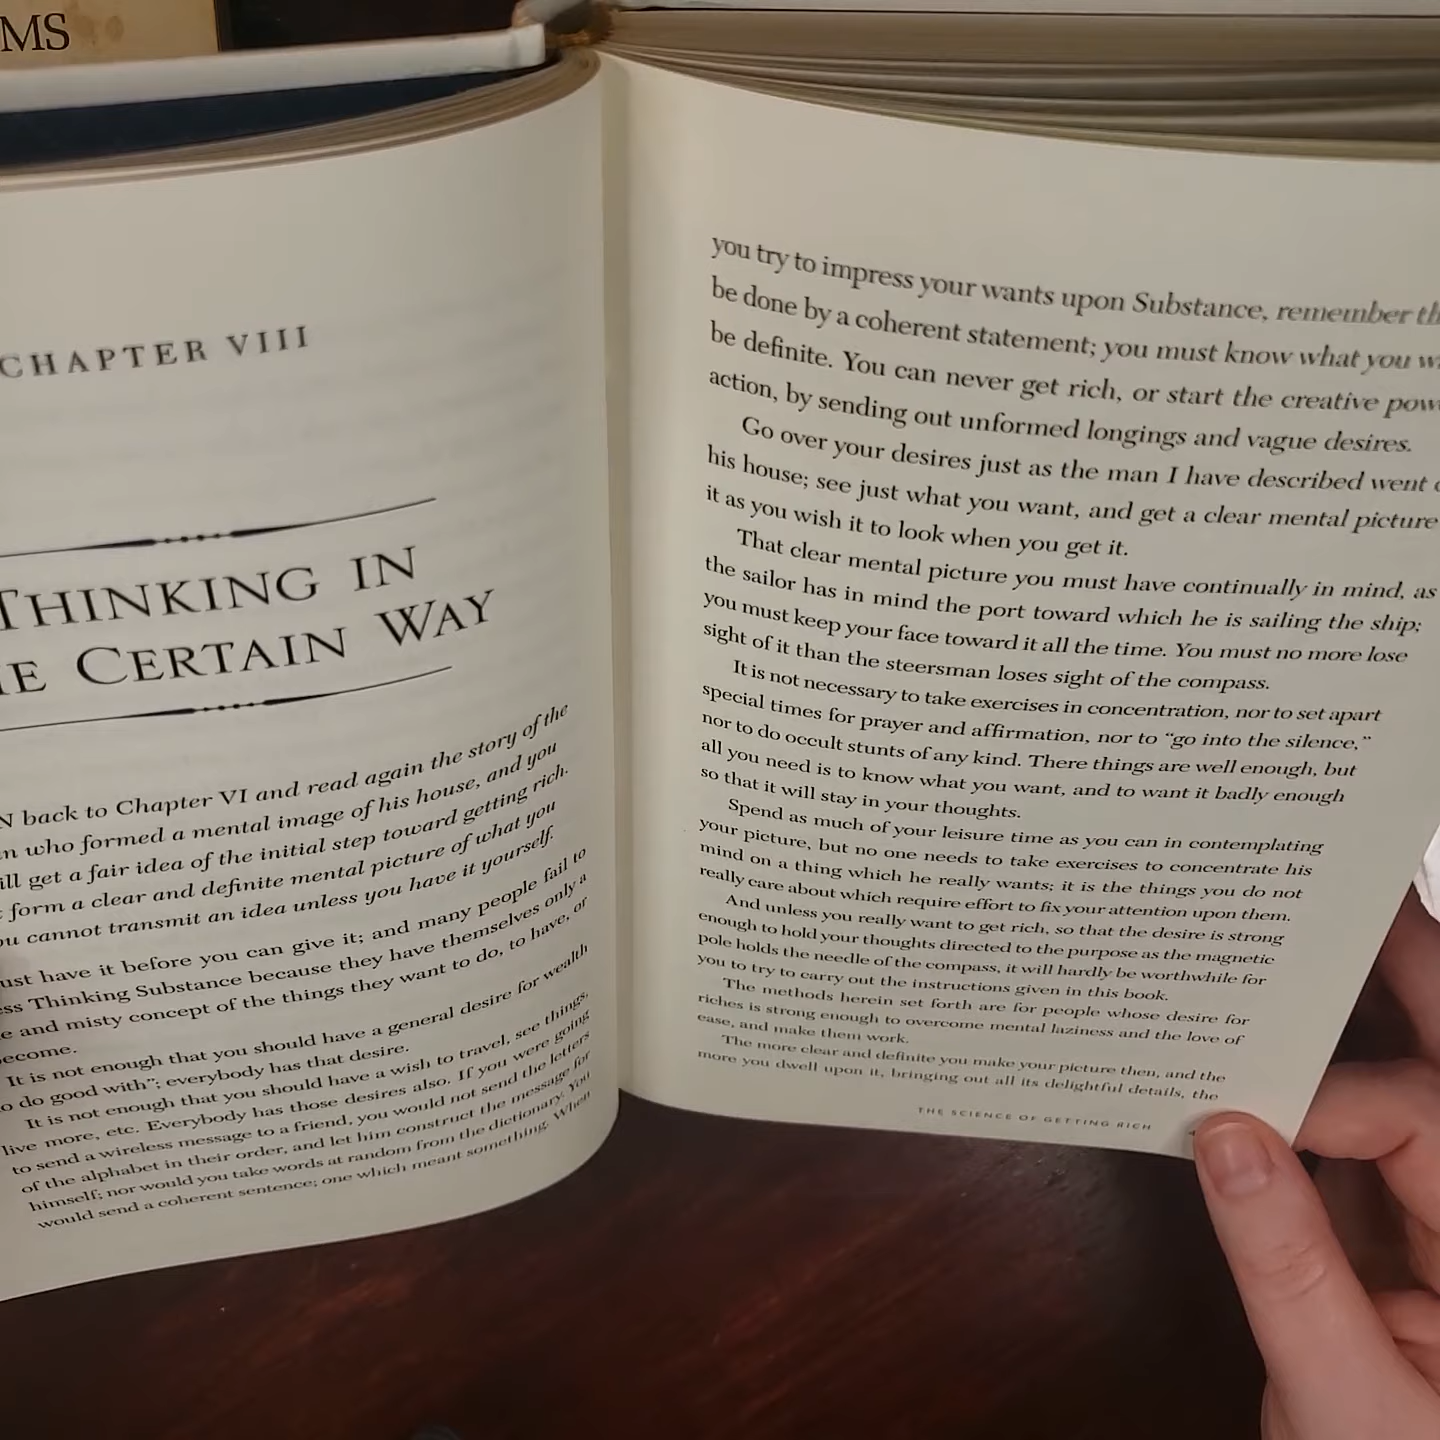 MS
CHAPTER VIII
THINKING IN
E CERTAIN WAY
N back to Chapter VI and read again the story of the
n who formed a mental image of his house, and you
ill get a fair idea of the initial step toward getting rich.
form a clear and definite mental picture of what you
ou cannot transmit an idea unless you have it yourself.
ust have it before you can give it; and many people fail to
ss Thinking Substance because they have themselves only a
e and misty concept of the things they want to do, to have, or
ecome.
It is not enough that you should have a general desire for wealth
o do good with"; everybody has that desire.
It is not enough that you should have a wish to travel, see things,
live more, etc. Everybody has those desires also. If you were going
to send a wireless message to a friend, you would not send the letters
of the alphabet in their order, and let him construct the message for
himself; nor would you take words at random from the dictionary. You
would send a coherent sentence; one which meant something. When
you try to impress your wants upon Substance, remember th
be done by a coherent statement; you must know what you w
be definite. You can never get rich, or start the creative pow
action, by sending out unformed longings and vague desires.
Go over your desires just as the man I have described went o
his house; see just what you want, and get a clear mental picture
it as you wish it to look when you get it.
That clear mental picture you must have continually in mind, as
the sailor has in mind the port toward which he is sailing the ship;
you must keep your face toward it all the time. You must no more lose
sight of it than the steersman loses sight of the compass.
It is not necessary to take exercises in concentration, nor to set apart
special times for prayer and affirmation, nor to "go into the silence,"
nor to do occult stunts of any kind. There things are well enough, but
all you need is to know what you want, and to want it badly enough
so that it will stay in your thoughts.
Spend as much of your leisure time as you can in contemplating
your picture, but no one needs to take exercises to concentrate his
mind on a thing which he really wants; it is the things you do not
really care about which require effort to fix your attention upon them.
And unless you really want to get rich, so that the desire is strong
enough to hold your thoughts directed to the purpose as the magnetic
pole holds the needle of the compass, it will hardly be worthwhile for
you to try to carry out the instructions given in this book.
The methods herein set forth are for people whose desire for
riches is strong enough to overcome mental laziness and the love of
ease, and make them work.
The more clear and definite you make your picture then, and the
more you dwell upon it, bringing out all its delightful details, the
THE SCIENCE OF GETTING RICH